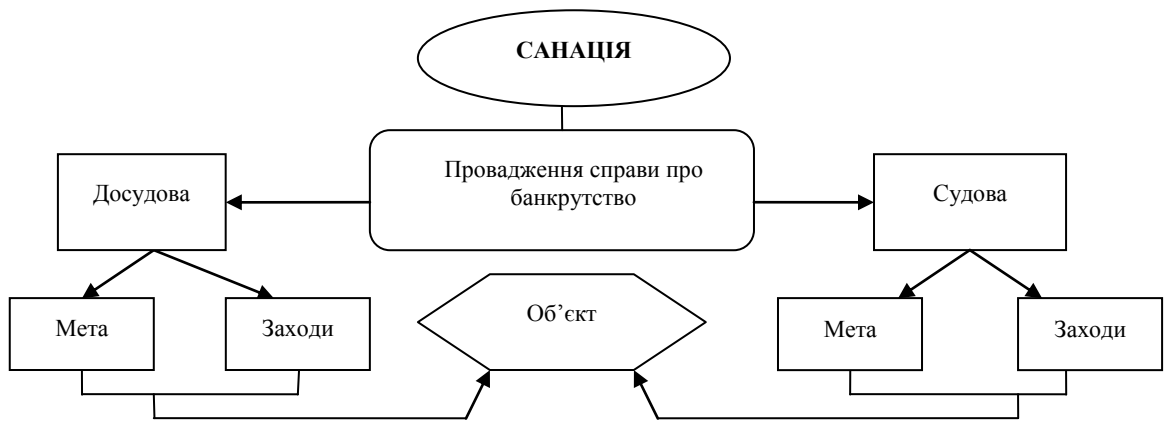 САНАЦІЯ
Провадження справи про
банкрутство
Досудова
Судова
Мета
Заходи
Об’єкт
Мета
Заходи